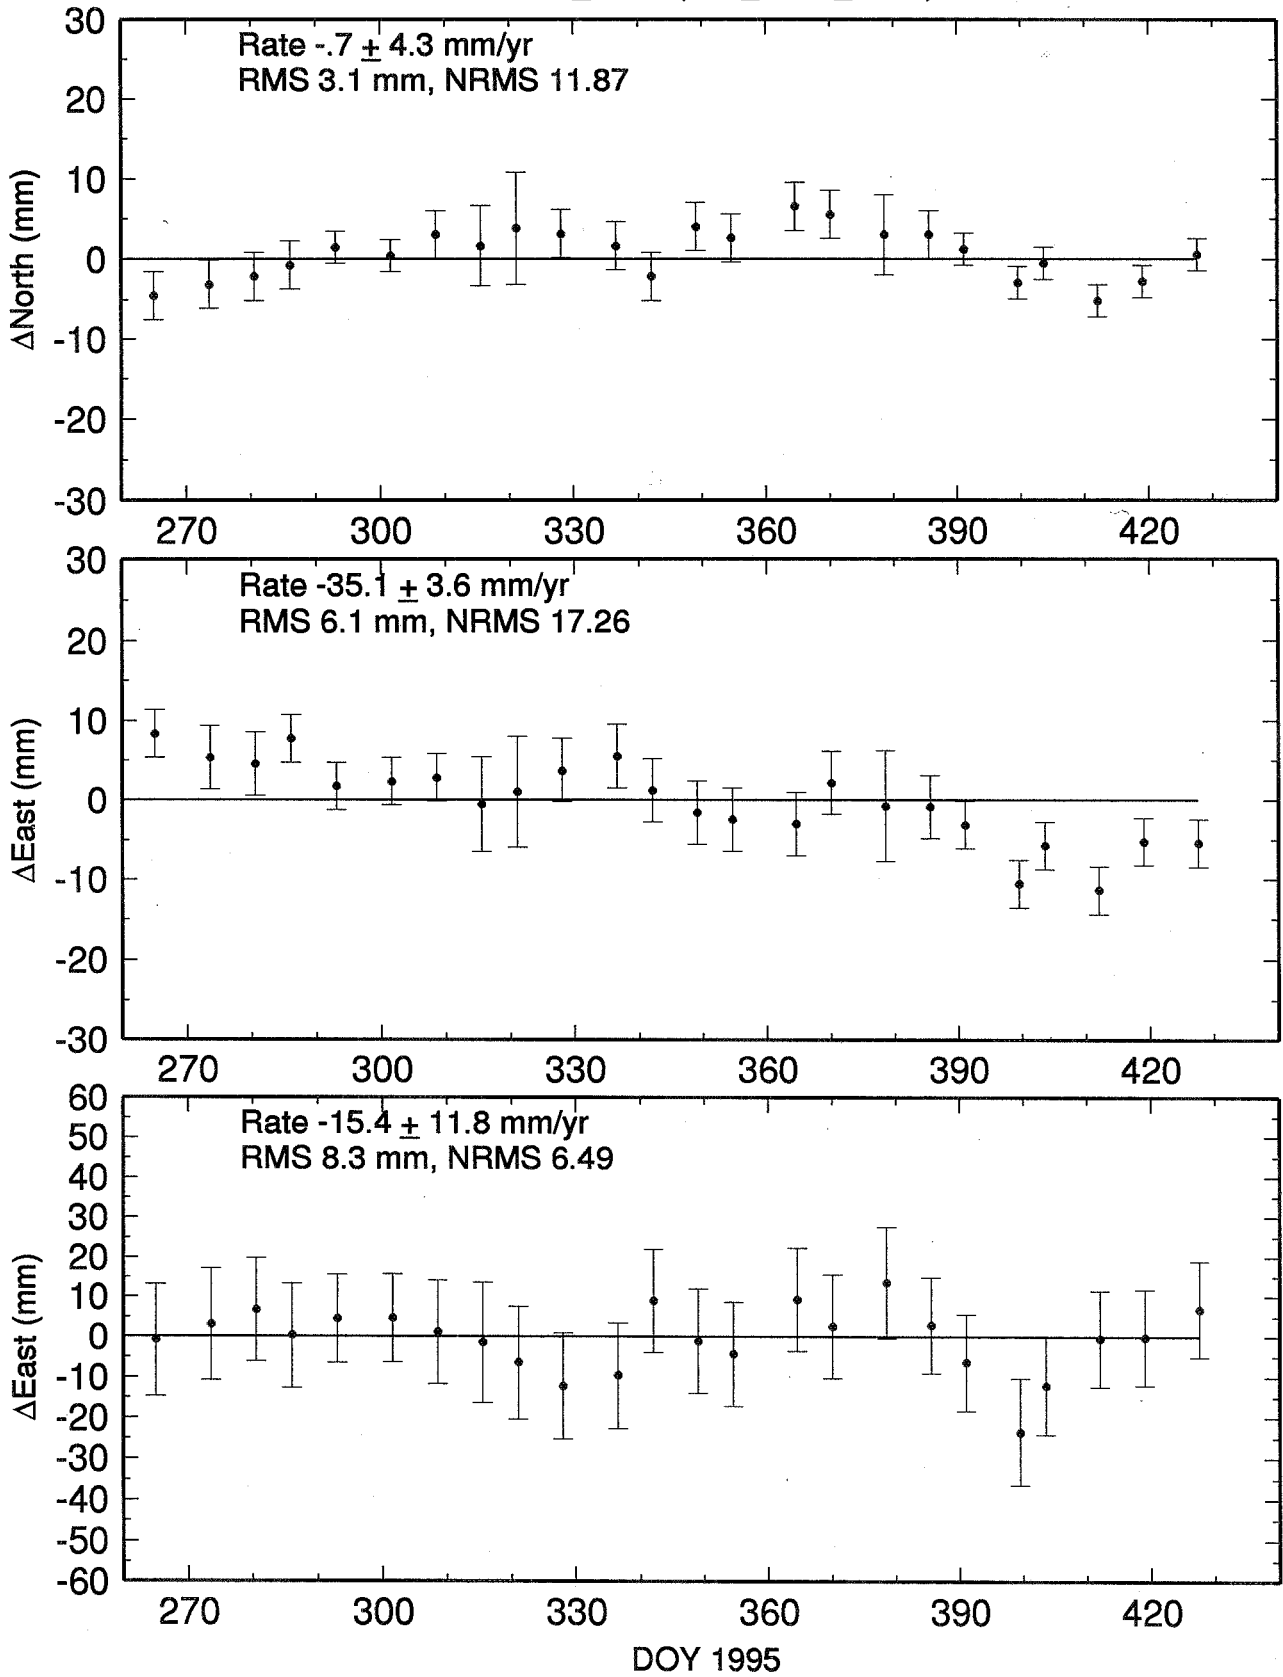 30
Rate -.7 ± 4.3 mm/yr
RMS 3.1 mm, NRMS 11.87
20
10
0
-10
-20
-30
ΔNorth (mm)
270 300 330 360 390 420
30
Rate -35.1 ± 3.6 mm/yr
RMS 6.1 mm, NRMS 17.26
20
10
0
-10
-20
-30
ΔEast (mm)
270 300 330 360 390 420
60
Rate -15.4 ± 11.8 mm/yr
50
RMS 8.3 mm, NRMS 6.49
40
30
20
10
0
-10
-20
-30
-40
-50
-60
ΔEast (mm)
270 300 330 360 390 420
DOY 1995